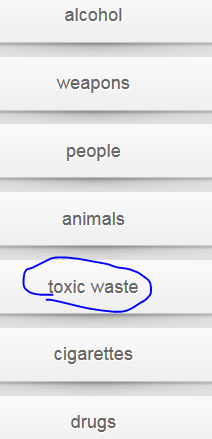 alcohol
weapons
people
animals
toxic waste
cigarettes
drugs